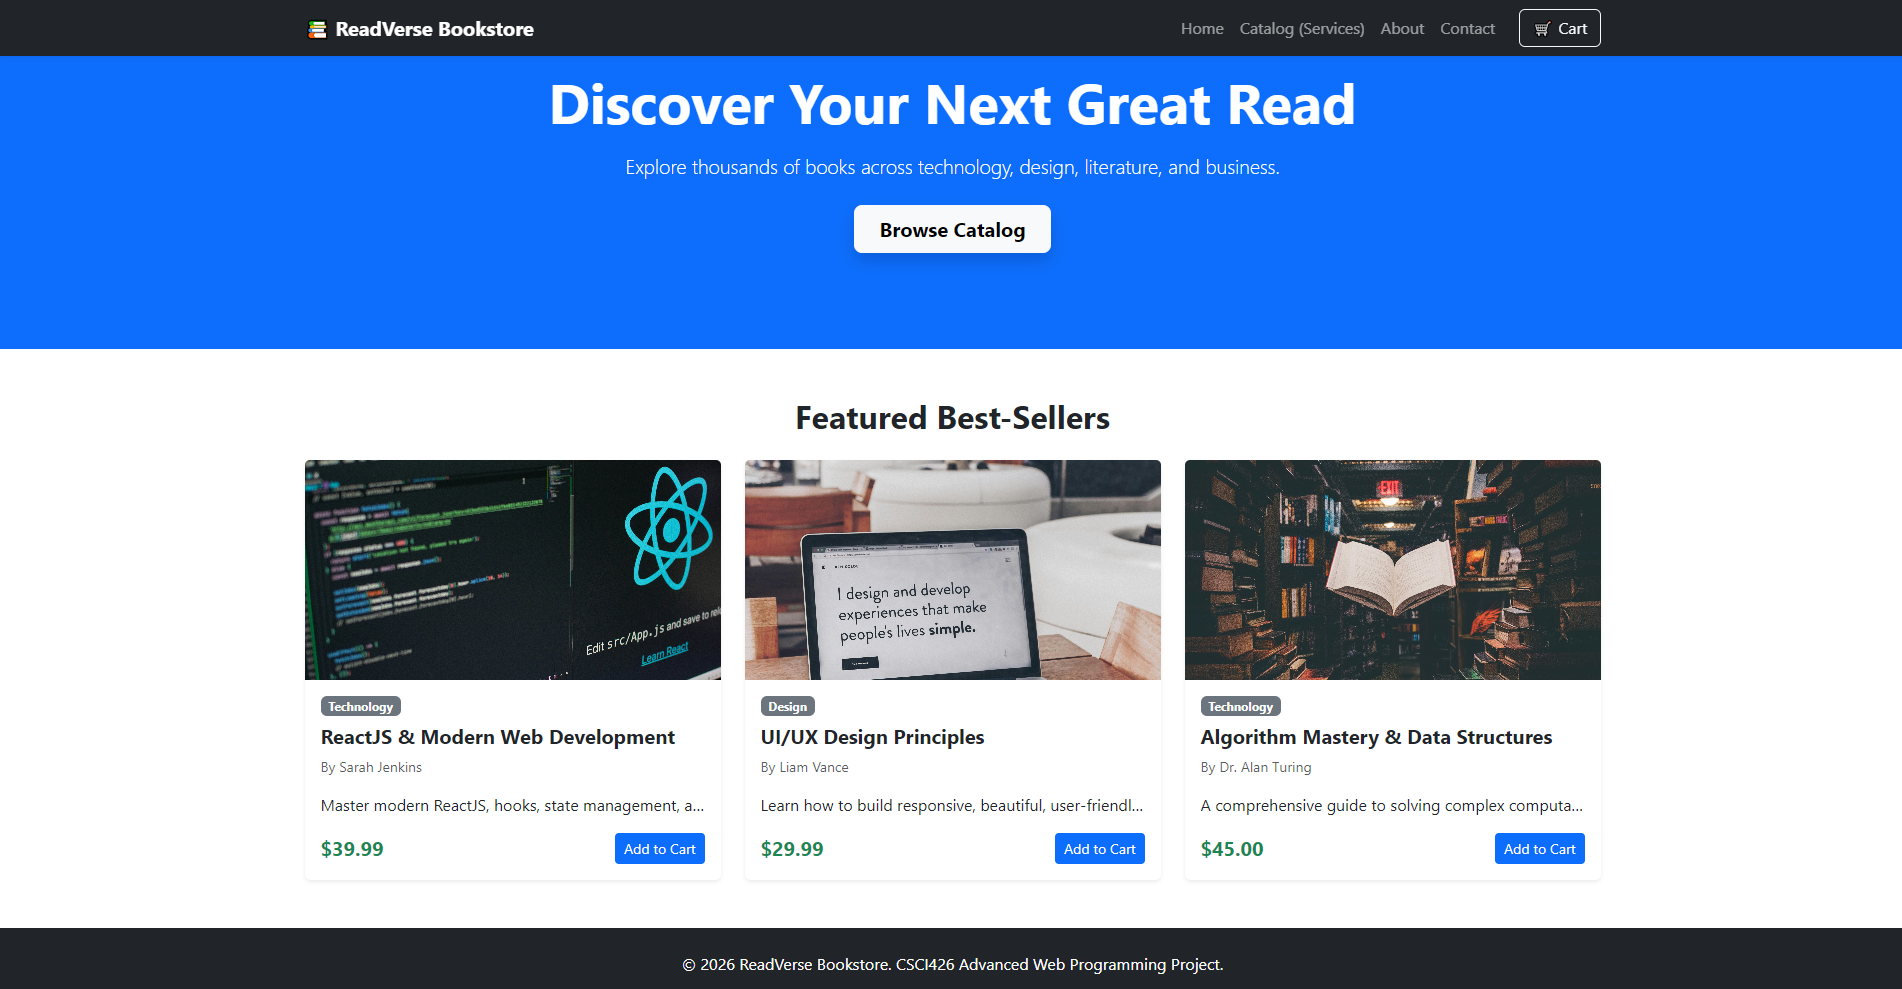 ReadVerse Bookstore
Home Catalog (Services) About Contact Cart
Discover Your Next Great Read
Explore thousands of books across technology, design, literature, and business.
Browse Catalog
Featured Best-Sellers
Edit src/App.js and save to
Learn React
I design and develop
experiences that make
people's lives simple.
EXIT
Technology
ReactJS & Modern Web Development
By Sarah Jenkins
Master modern ReactJS, hooks, state management, a...
$39.99 Add to Cart
Design
UI/UX Design Principles
By Liam Vance
Learn how to build responsive, beautiful, user-friendl...
$29.99 Add to Cart
Technology
Algorithm Mastery & Data Structures
By Dr. Alan Turing
A comprehensive guide to solving complex computa...
$45.00 Add to Cart
© 2026 ReadVerse Bookstore. CSCI426 Advanced Web Programming Project.